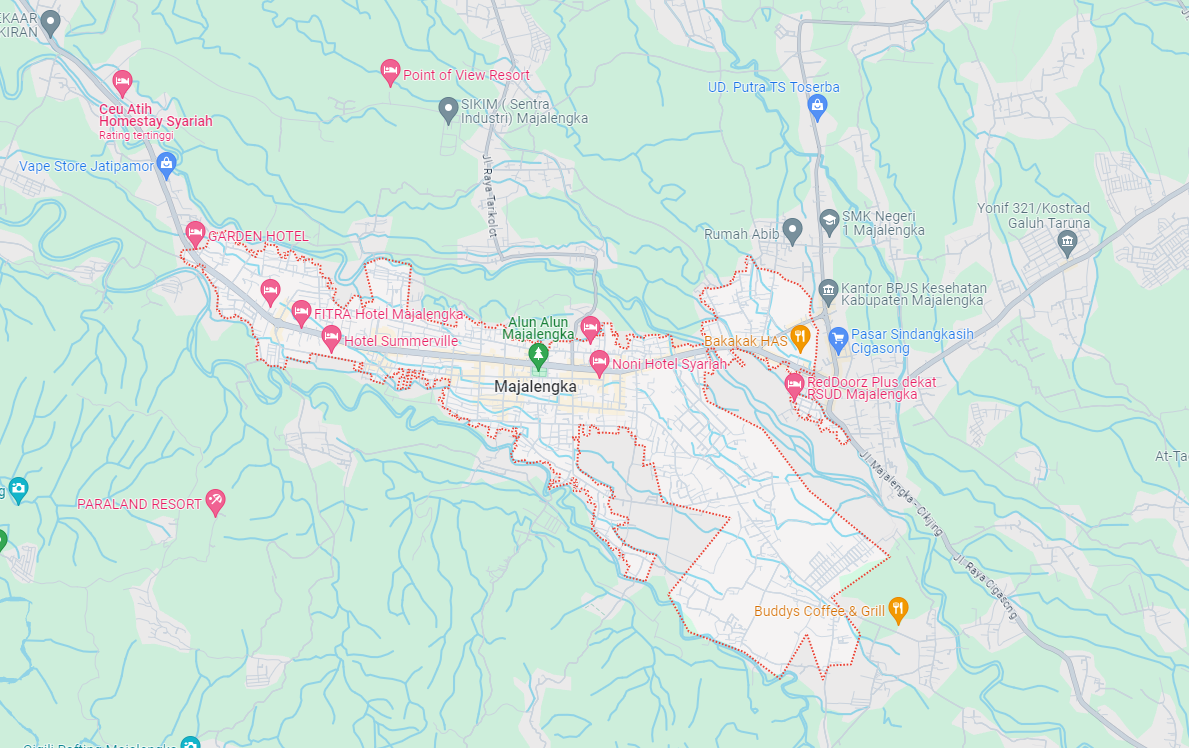 EKAAR
KIRAN
Point of View Resort
Ceu Atih
Homestay Syariah
Rating tertinggi
SIKIM ( Sentra
Industri) Majalengka
UD. Putra TS Toserba
Vape Store Jatipamor
Jl. Raya Tarikolot
GARDEN HOTEL
Rumah Abib
SMK Negeri
1 Majalengka
Yonif 321/Kostrad
Galuh Taruna
Kantor BPJS Kesehatan
Kabupaten Majalengka
FITRA Hotel Majalengka
Hotel Summerville
Alun Alun
Majalengka
Bakakak HAS
Pasar Sindangkasih
Cigasong
Noni Hotel Syariah
Majalengka
RedDoorz Plus dekat
RSUD Majalengka
Jl. Majalengka - Cikijing
At-Ta
g
PARALAND RESORT
Jl. Raya Cigasong
Buddys Coffee & Grill
Cigili Rafting Majalengka